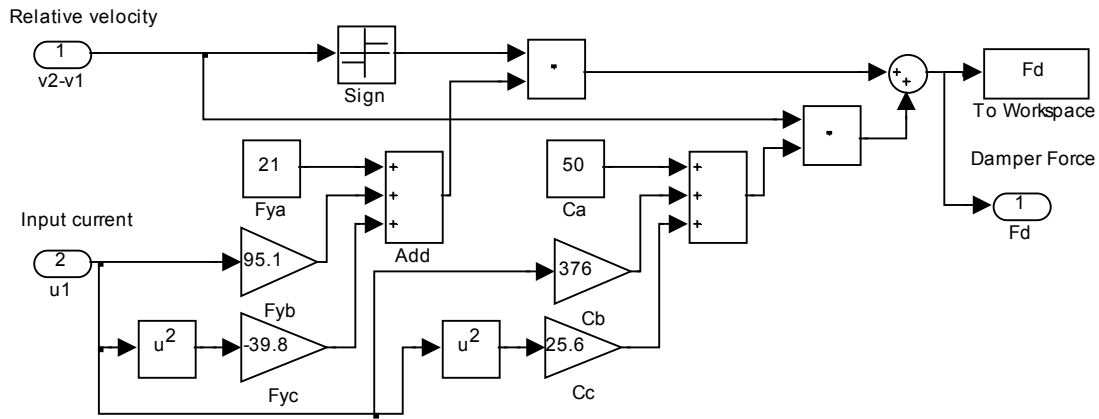 Relative velocity
1
v2-v1
Sign
+
+
Fd
To Workspace
Damper Force
1
Fd
21
Fya
+
+
+
Add
50
Ca
+
+
+
Input current
2
u1
95.1
Fyb
376
Cb
u²
-39.8
Fyc
u²
25.6
Cc